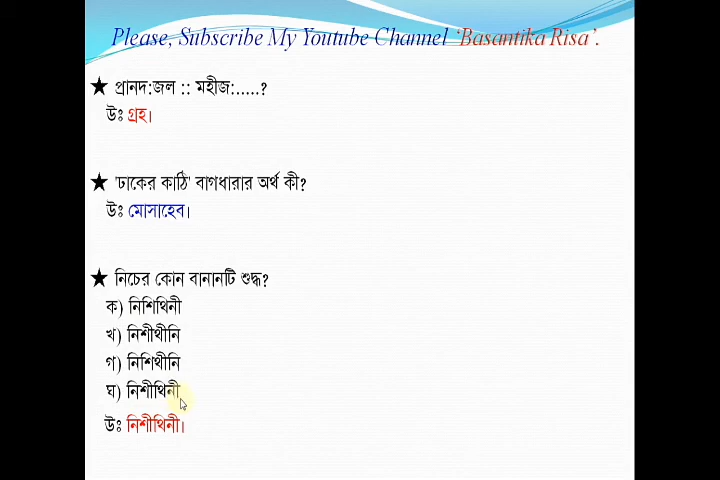 Please, Subscribe My Youtube Channel ‘Basantika Risa’.
★ প্রানদ:জল :: মহীজ:.....?
উঃ গ্রহ।
★ 'ঢাকের কাঠি' বাগধারার অর্থ কী?
উঃ মোসাহেব।
★ নিচের কোন বানানটি শুদ্ধ?
ক) নিশিথিনী
খ) নিশীথীনি
গ) নিশিথীনি
ঘ) নিশীথিনী
উঃ নিশীথিনী।